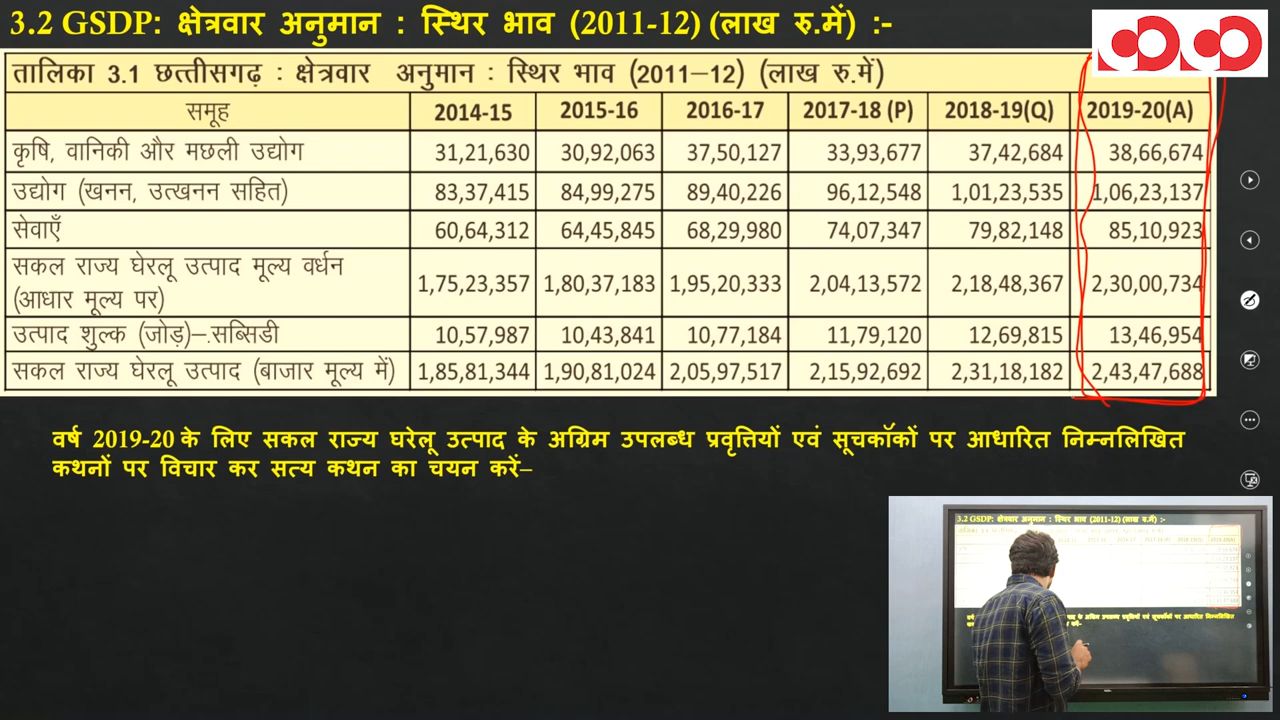 3.2 GSDP: क्षेत्रवार अनुमान : स्थिर भाव (2011-12) (लाख रु.में) :-
तालिका 3.1 छत्तीसगढ़ : क्षेत्रवार अनुमान : स्थिर भाव (2011–12) (लाख रु.में)
समूह 2014-15 2015-16 2016-17 2017-18 (P) 2018-19(Q) 2019-20(A)
कृषि, वानिकी और मछली उद्योग 31,21,630 30,92,063 37,50,127 33,93,677 37,42,684 38,66,674
उद्योग (खनन, उत्खनन सहित) 83,37,415 84,99,275 89,40,226 96,12,548 1,01,23,535 1,06,23,137
सेवाएँ 60,64,312 64,45,845 68,29,980 74,07,347 79,82,148 85,10,923
सकल राज्य घेरलू उत्पाद मूल्य वर्धन
(आधार मूल्य पर) 1,75,23,357 1,80,37,183 1,95,20,333 2,04,13,572 2,18,48,367 2,30,00,734
उत्पाद शुल्क (जोड़)–.सब्सिडी 10,57,987 10,43,841 10,77,184 11,79,120 12,69,815 13,46,954
सकल राज्य घेरलू उत्पाद (बाजार मूल्य में) 1,85,81,344 1,90,81,024 2,05,97,517 2,15,92,692 2,31,18,182 2,43,47,688
वर्ष 2019-20 के लिए सकल राज्य घरेलू उत्पाद के अग्रिम उपलब्ध प्रवृत्तियों एवं सूचकॉकों पर आधारित निम्नलिखित
कथनों पर विचार कर सत्य कथन का चयन करें–
3.2 GSDP: क्षेत्रवार अनुमान : स्थिर भाव (2011-12) (लाख रु.में) :-